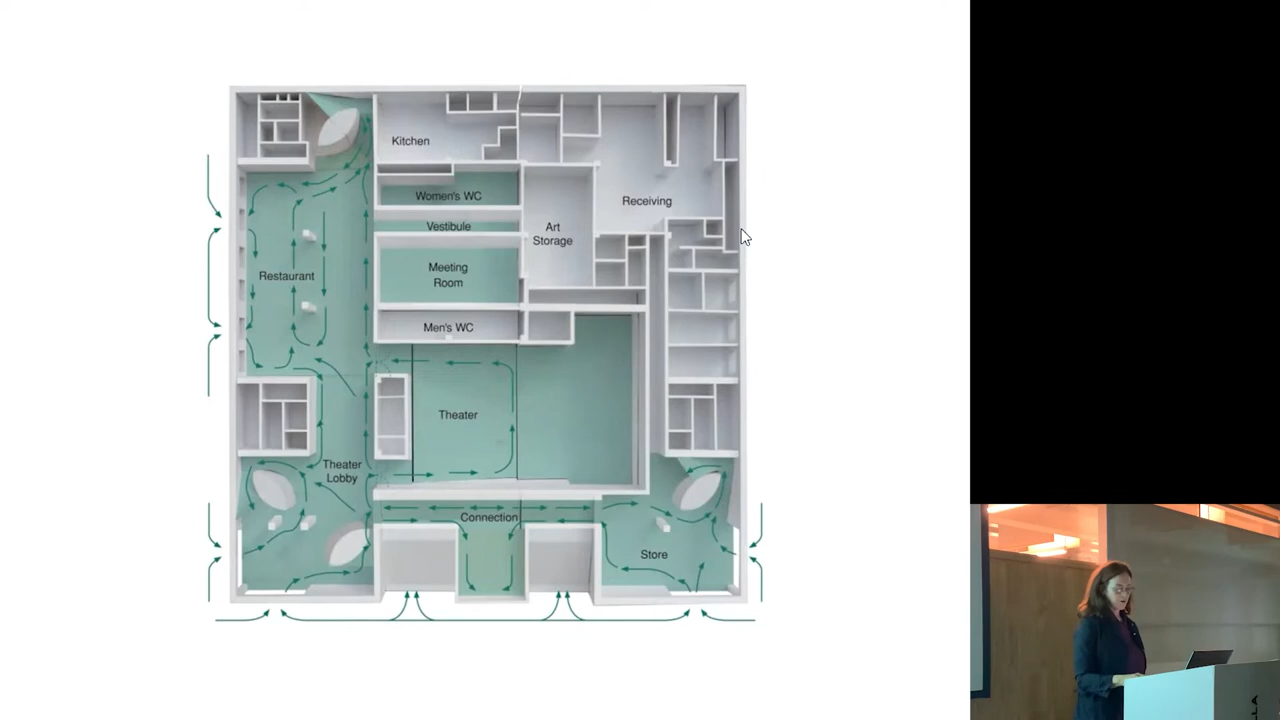 Kitchen
Women's WC
Receiving
Vestibule
Art
Storage
Meeting
Room
Restaurant
Men's WC
Theater
Theater
Lobby
Connection
Store